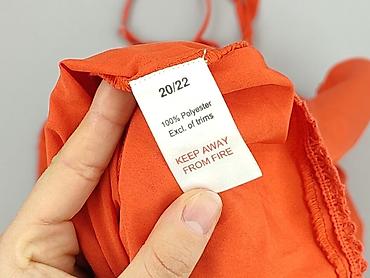 20/22
100% Polyester
Excl. of trims
KEEP AWAY
FROM FIRE